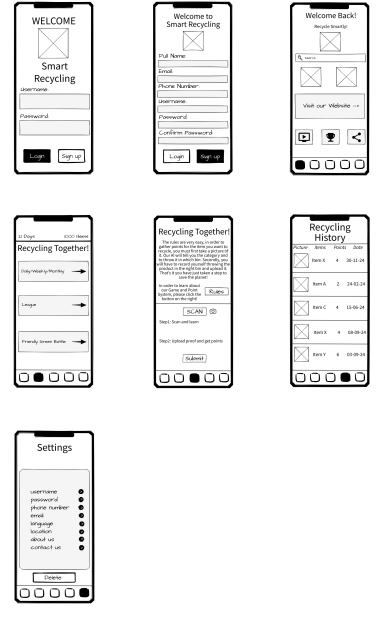 WELCOME
Smart
Recycling
Username:
Password:
Login
Sign up
Welcome to
Smart Recycling
Full Name:
Email:
Phone Number:
Username:
Password:
Confirm Password:
Login
Sign up
Welcome Back!
Recycle Smartly!
Search
Visit our Website →
12 Days
1000 Items
Recycling Together!
Daily/Weekly/Monthly
League
Friendly Green Battle
Recycling Together!
The rules are very easy, in order to
gather points for the item you want to
recycle, you must first take a picture of
it. Our AI will tell you the category and
to throw it in which bin. Secondly, you
will have to record yourself throwing the
product in the right bin and upload it.
That's it you have just taken a step to
save the planet!
In order to learn about
our Game and Point
System, please click the
button on the right!
Rules
SCAN
Step1: Scan and learn
Step2: Upload proof and get points
Submit
Recycling
History
Picture Items Points Date
Item X 4 30-11-24
Item A 2 24-02-24
Item C 4 15-06-24
Item X 4 08-09-24
Item Y 6 03-09-24
Settings
username
password
phone number
email
language
location
about us
contact us
Delete